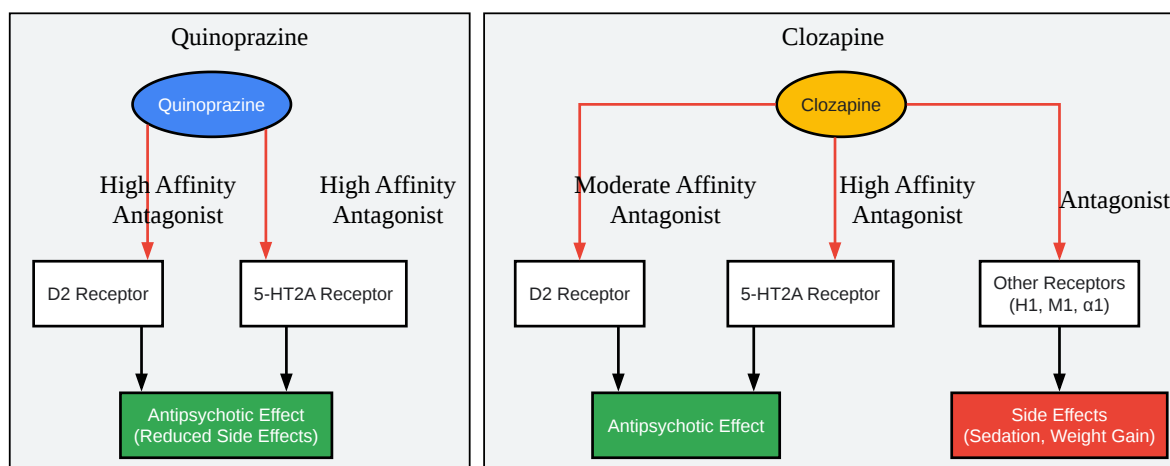 Quinoprazine
Quinoprazine
High Affinity
Antagonist
High Affinity
Antagonist
D2 Receptor
5-HT2A Receptor
Antipsychotic Effect
(Reduced Side Effects)
Clozapine
Clozapine
Moderate Affinity
Antagonist
High Affinity
Antagonist
Antagonist
D2 Receptor
5-HT2A Receptor
Other Receptors
(H1, M1, α1)
Antipsychotic Effect
Side Effects
(Sedation, Weight Gain)